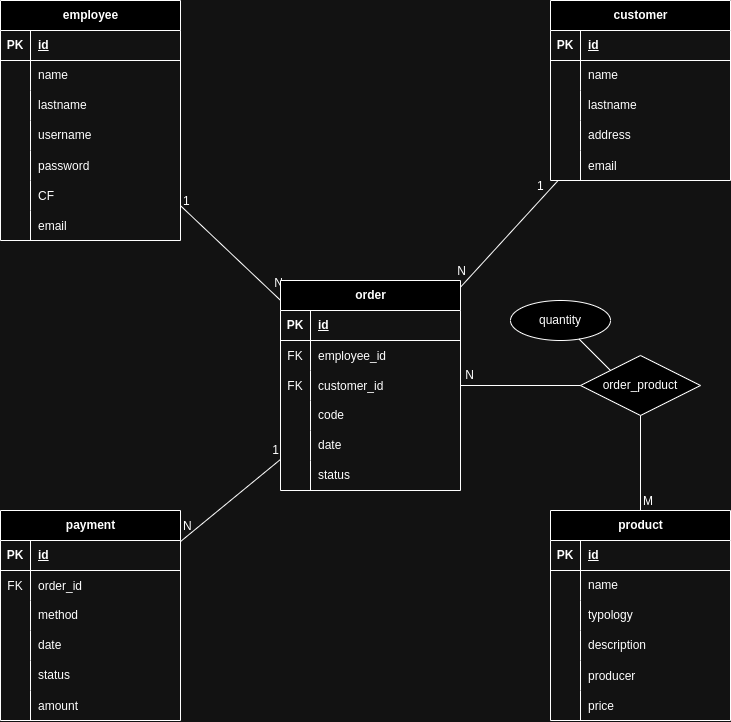 employee
PK id
name
lastname
username
password
CF
email
customer
PK id
name
lastname
address
email
1
N
1
N
order
PK id
FK employee_id
FK customer_id
code
date
status
quantity
order_product
N
M
1
N
payment
PK id
FK order_id
method
date
status
amount
product
PK id
name
typology
description
producer
price